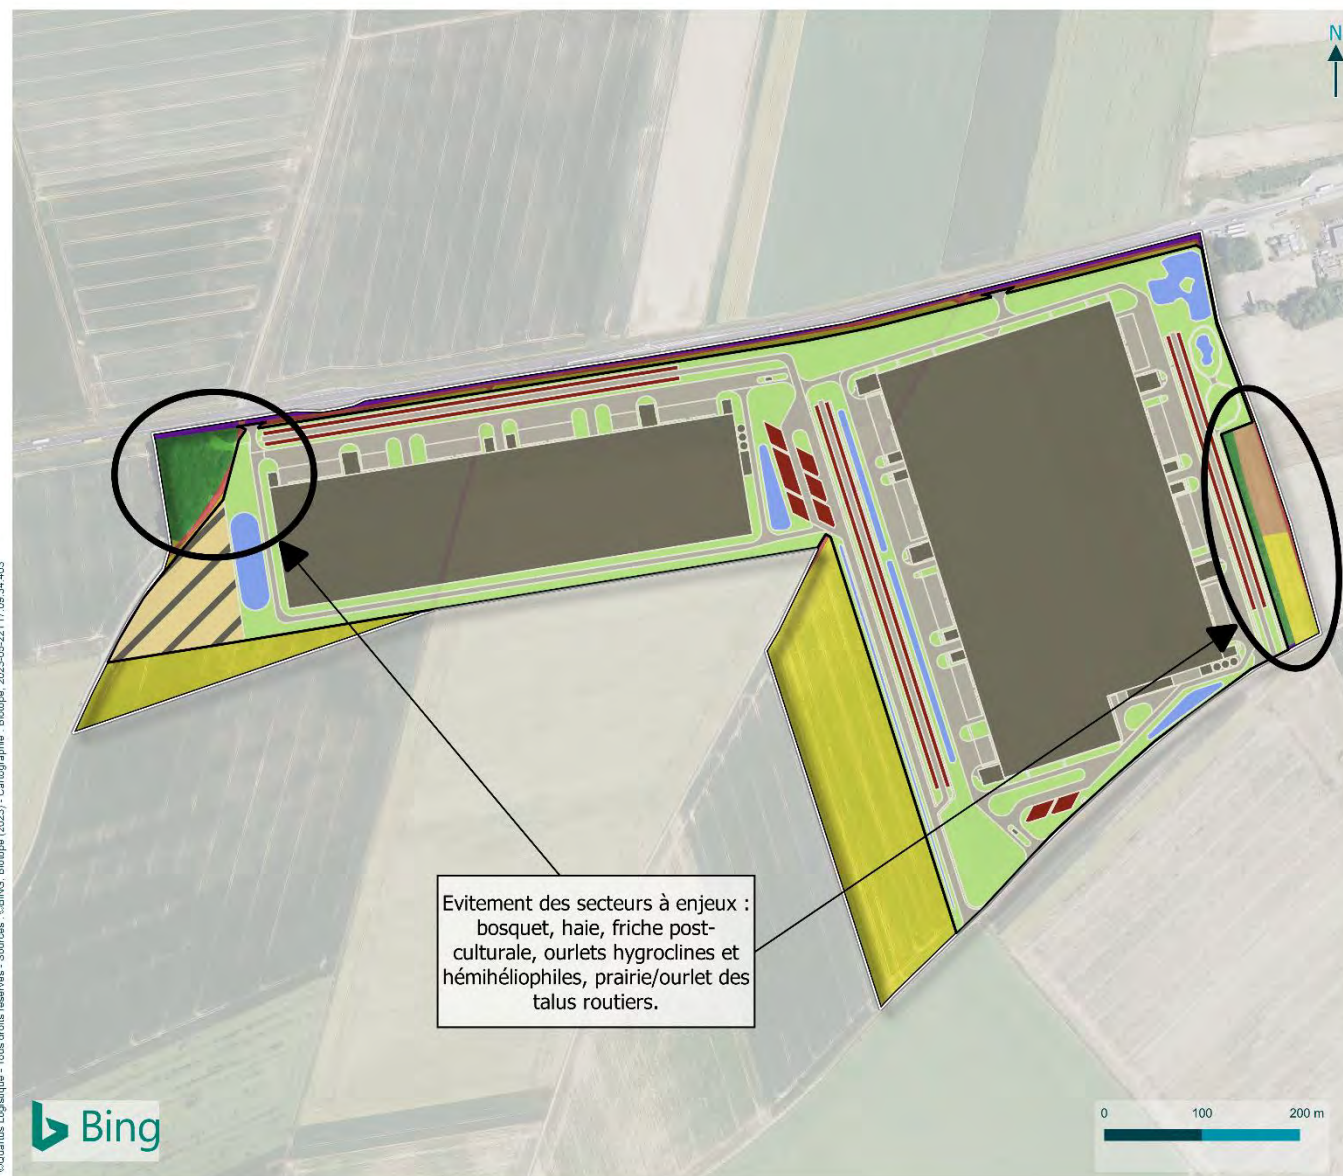 N
Evitement des secteurs à enjeux :
bosquet, haie, friche post-
culturale, ourlets hygroclines et
hémihéliophiles, prairie/ourlet des
talus routiers.
Bing
0 100 200 m